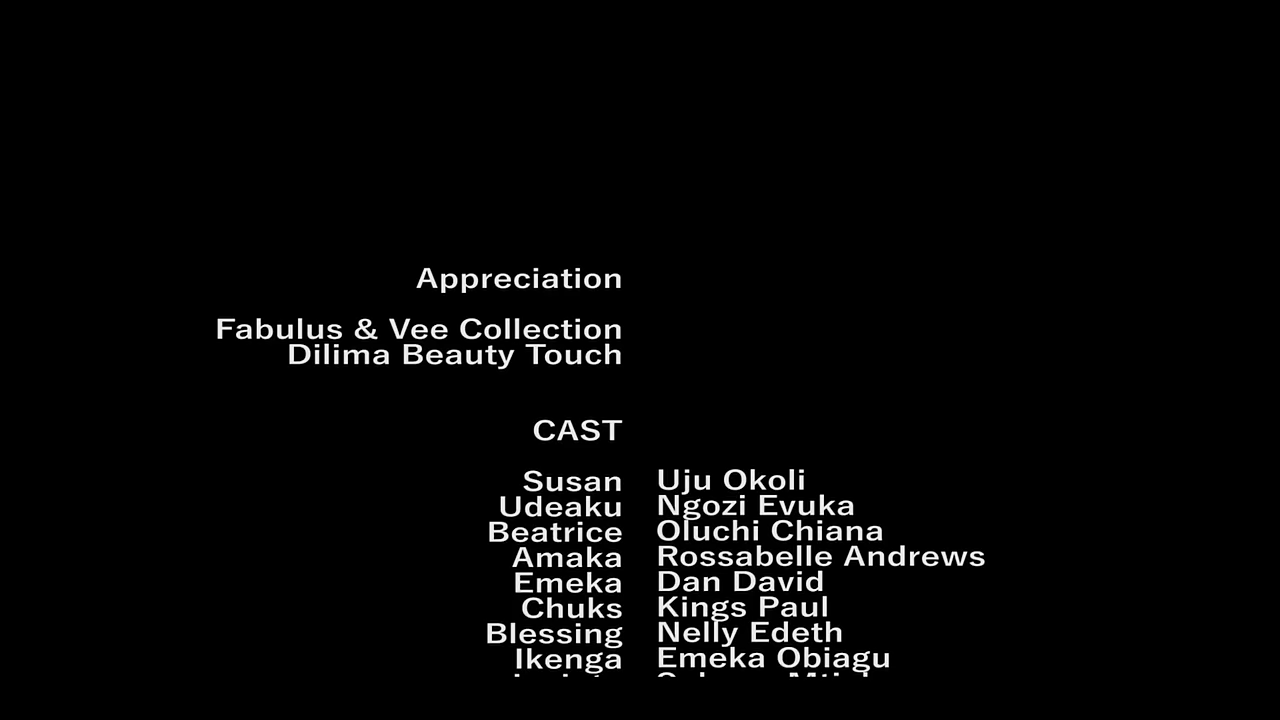 Appreciation
Fabulus & Vee Collection
Dilima Beauty Touch
CAST
Susan Uju Okoli
Udeaku Ngozi Evuka
Beatrice Oluchi Chiana
Amaka Rossabelle Andrews
Emeka Dan David
Chuks Kings Paul
Blessing Nelly Edeth
Ikenga Emeka Obiagu